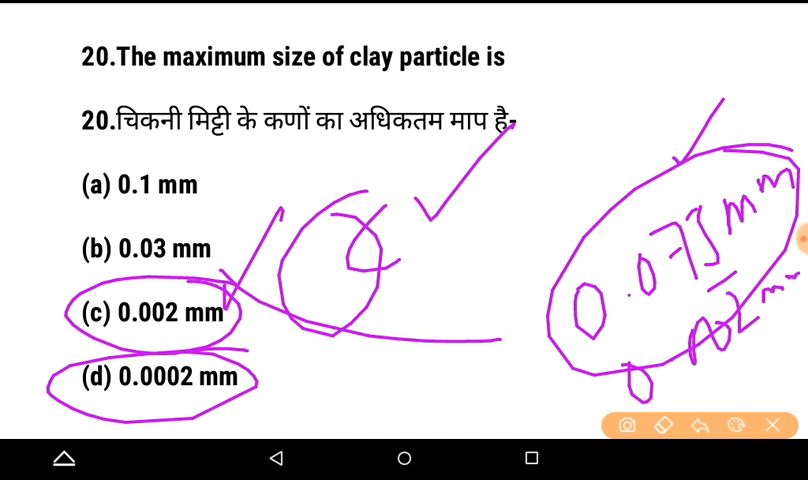 20.The maximum size of clay particle is
20.चिकनी मिट्टी के कणों का अधिकतम माप है-
(a) 0.1 mm
(b) 0.03 mm
(c) 0.002 mm
(d) 0.0002 mm
0.075 mm